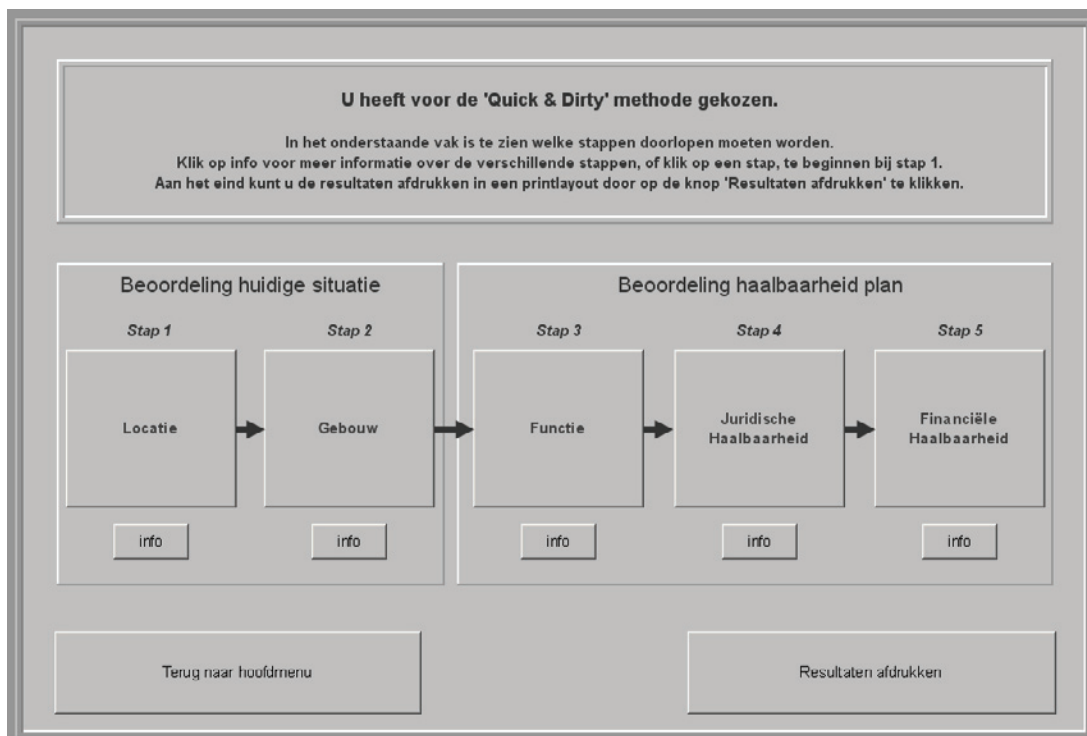 U heeft voor de 'Quick & Dirty' methode gekozen.
In het onderstaande vak is te zien welke stappen doorlopen moeten worden.
Klik op info voor meer informatie over de verschillende stappen, of klik op een stap, te beginnen bij stap 1.
Aan het eind kunt u de resultaten afdrukken in een printlayout door op de knop 'Resultaten afdrukken' te klikken.
Beoordeling huidige situatie
Stap 1
Stap 2
Locatie
Gebouw
info
info
Beoordeling haalbaarheid plan
Stap 3
Stap 4
Stap 5
Functie
Juridische
Haalbaarheid
Financiële
Haalbaarheid
info
info
info
Terug naar hoofdmenu
Resultaten afdrukken